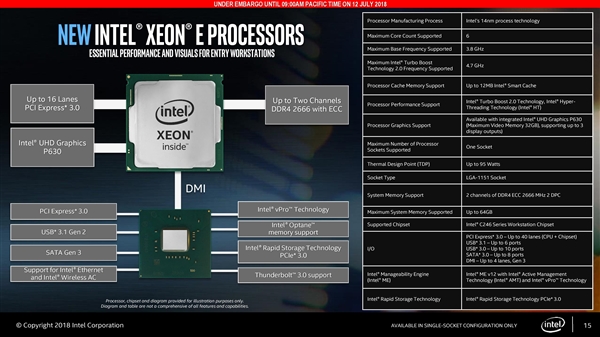 UNDER EMBARGO UNTIL 09:00AM PACIFIC TIME ON 12 JULY 2018
NEW INTEL® XEON® E PROCESSORS
ESSENTIAL PERFORMANCE AND VISUALS FOR ENTRY WORKSTATIONS
Up to 16 Lanes
PCI Express* 3.0
Intel® UHD Graphics
P630
intel®
XEON®
inside™
Up to Two Channels
DDR4 2666 with ECC
DMI
PCI Express* 3.0
USB* 3.1 Gen 2
SATA Gen 3
Support for Intel® Ethernet
and Intel® Wireless AC
Intel® vPro™ Technology
Intel® Optane™
memory support
Intel® Rapid Storage Technology
PCIe* 3.0
Thunderbolt™ 3.0 support
Processor, chipset and diagram provided for illustration purposes only.
Diagram and table are not a comprehensive of all features and capabilities.
Processor Manufacturing Process Intel's 14nm process technology
Maximum Core Count Supported 6
Maximum Base Frequency Supported 3.8 GHz
Maximum Intel® Turbo Boost
Technology 2.0 Frequency Supported 4.7 GHz
Processor Cache Memory Support Up to 12MB Intel® Smart Cache
Processor Performance Support Intel® Turbo Boost 2.0 Technology, Intel® Hyper-
Threading Technology (Intel® HT)
Processor Graphics Support Available with integrated Intel® UHD Graphics P630
(Maximum Video Memory 32GB), supporting up to 3
display outputs)
Maximum Number of Processor
Sockets Supported One Socket
Thermal Design Point (TDP) Up to 95 Watts
Socket Type LGA-1151 Socket
System Memory Support 2 channels of DDR4 ECC 2666 MHz 2 DPC
Maximum System Memory Supported Up to 64GB
Supported Chipset Intel® C246 Series Workstation Chipset
I/O PCI Express* 3.0 – Up to 40 lanes (CPU + Chipset)
USB* 3.1 – Up to 6 ports
USB* 3.0 – Up to 10 ports
SATA* 3.0 – Up to 8 ports
DMI – Up to 4 lanes, Gen 3
Intel® Manageability Engine
(Intel® ME) Intel® ME v12 with Intel® Active Management
Technology (Intel® AMT) and Intel® vPro™ Technology
Intel® Rapid Storage Technology Intel® Rapid Storage Technology PCIe* 3.0
© Copyright 2018 Intel Corporation
AVAILABLE IN SINGLE-SOCKET CONFIGURATION ONLY
intel
15